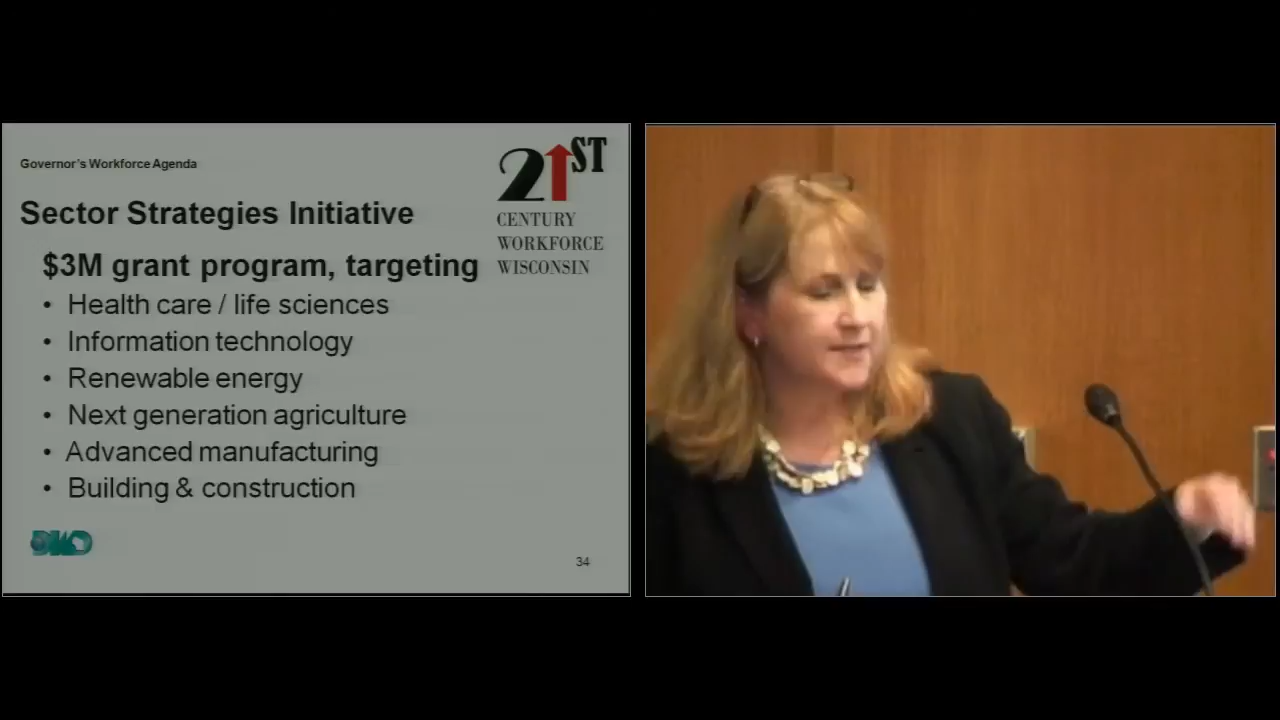 Governor's Workforce Agenda
21ST
CENTURY
WORKFORCE
WISCONSIN
Sector Strategies Initiative
$3M grant program, targeting
• Health care / life sciences
• Information technology
• Renewable energy
• Next generation agriculture
• Advanced manufacturing
• Building & construction
DWD
34